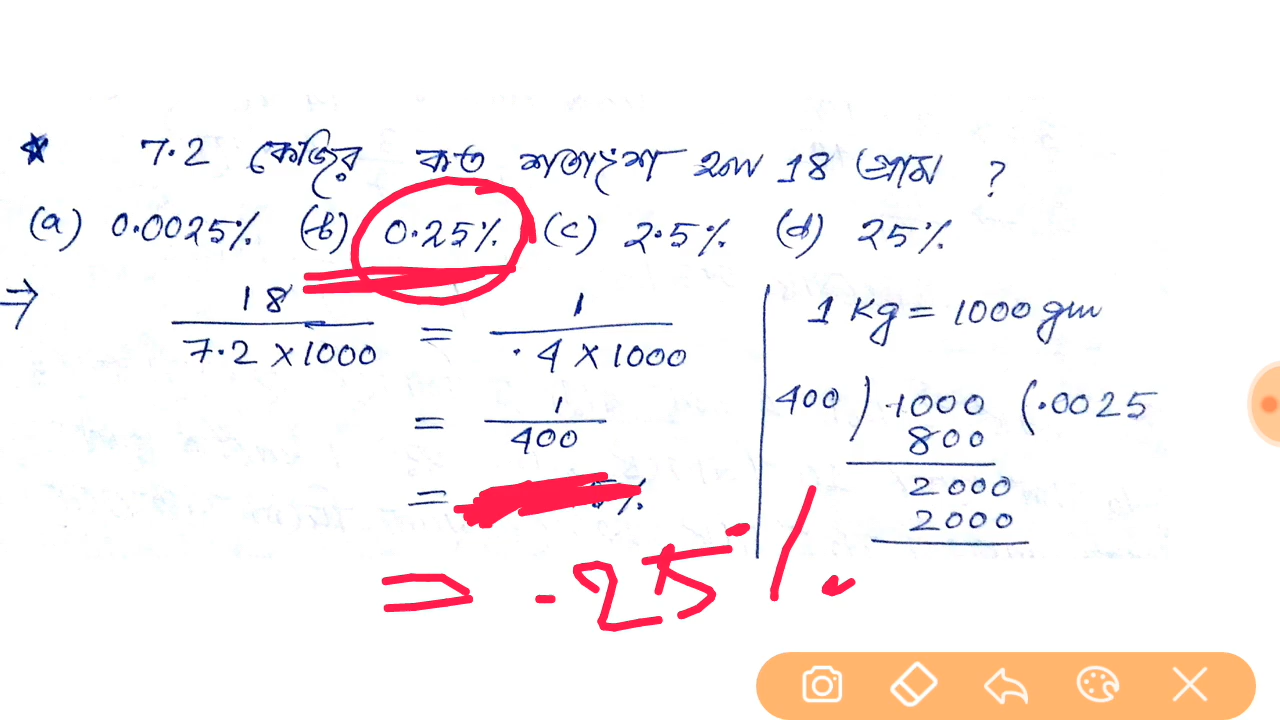 * 7.2 কেজির কত শতাংশ হল 18 গ্রাম ?
(a) 0.0025% (b) 0.25% (c) 2.5% (d) 25%
⇒ 18 / 7.2 × 1000 = 1 / .4 × 1000
= 1 / 400
= %
= .25%
1 kg = 1000 gm
400 ) 1000 ( .0025
800
2000
2000